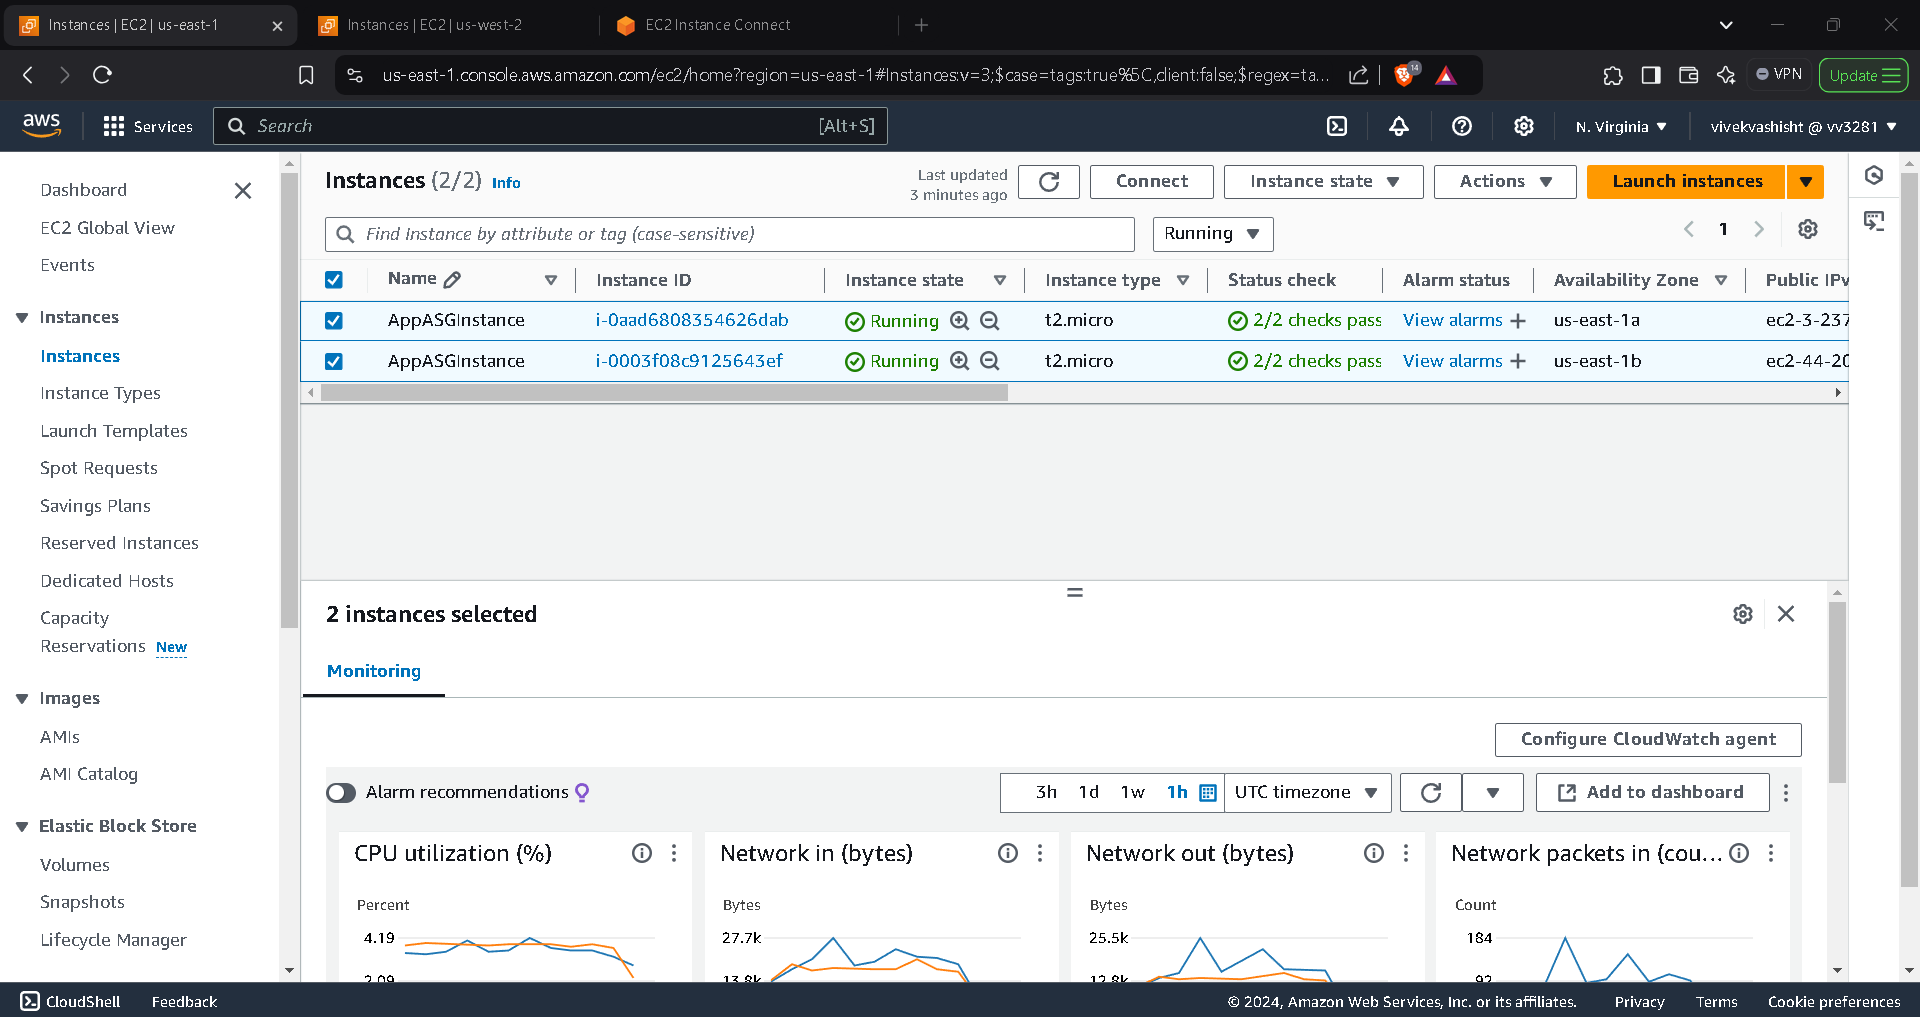 Instances | EC2 | us-east-1
Instances | EC2 | us-west-2
EC2 Instance Connect
us-east-1.console.aws.amazon.com/ec2/home?region=us-east-1#Instances:v=3;$case=tags:true%5C,client:false;$regex=ta...
14
VPN
Update
aws
Services
Search
[Alt+S]
N. Virginia
vivekvashisht @ vv3281
Dashboard
EC2 Global View
Events
Instances
Instances
Instance Types
Launch Templates
Spot Requests
Savings Plans
Reserved Instances
Dedicated Hosts
Capacity
Reservations New
Images
AMIs
AMI Catalog
Elastic Block Store
Volumes
Snapshots
Lifecycle Manager
Instances (2/2) Info
Last updated
3 minutes ago
Connect
Instance state
Actions
Launch instances
Find Instance by attribute or tag (case-sensitive)
Running
1
Name Instance ID Instance state Instance type Status check Alarm status Availability Zone Public IPv
AppASGInstance i-0aad6808354626dab Running t2.micro 2/2 checks pass View alarms + us-east-1a ec2-3-237
AppASGInstance i-0003f08c9125643ef Running t2.micro 2/2 checks pass View alarms + us-east-1b ec2-44-20
2 instances selected
Monitoring
Configure CloudWatch agent
Alarm recommendations
3h 1d 1w 1h UTC timezone
Add to dashboard
CPU utilization (%)
Percent
4.19
2.09
Network in (bytes)
Bytes
27.7k
13.8k
Network out (bytes)
Bytes
25.5k
12.8k
Network packets in (cou...
Count
184
92
CloudShell
Feedback
© 2024, Amazon Web Services, Inc. or its affiliates.
Privacy
Terms
Cookie preferences